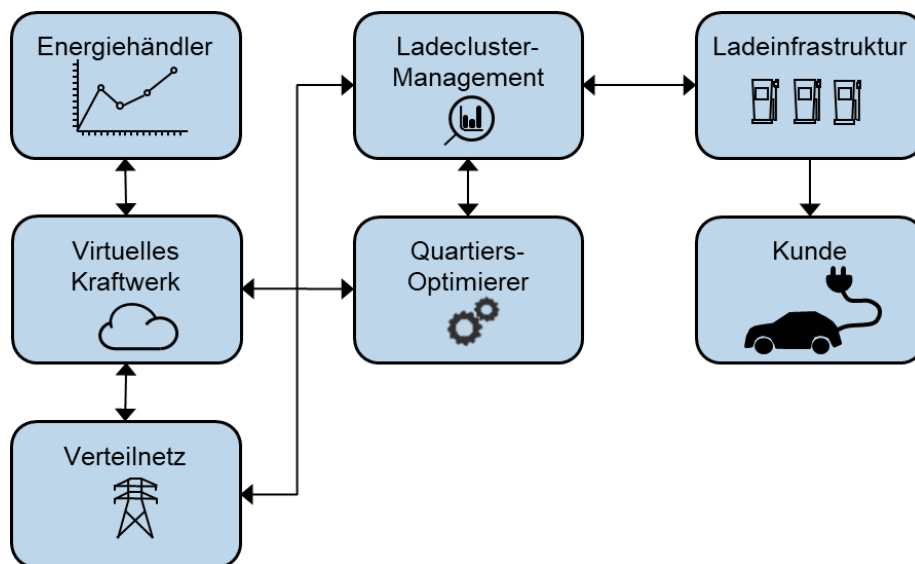 Energiehändler
Ladecluster-
Management
Ladeinfrastruktur
Virtuelles
Kraftwerk
Quartiers-
Optimierer
Kunde
Verteilnetz